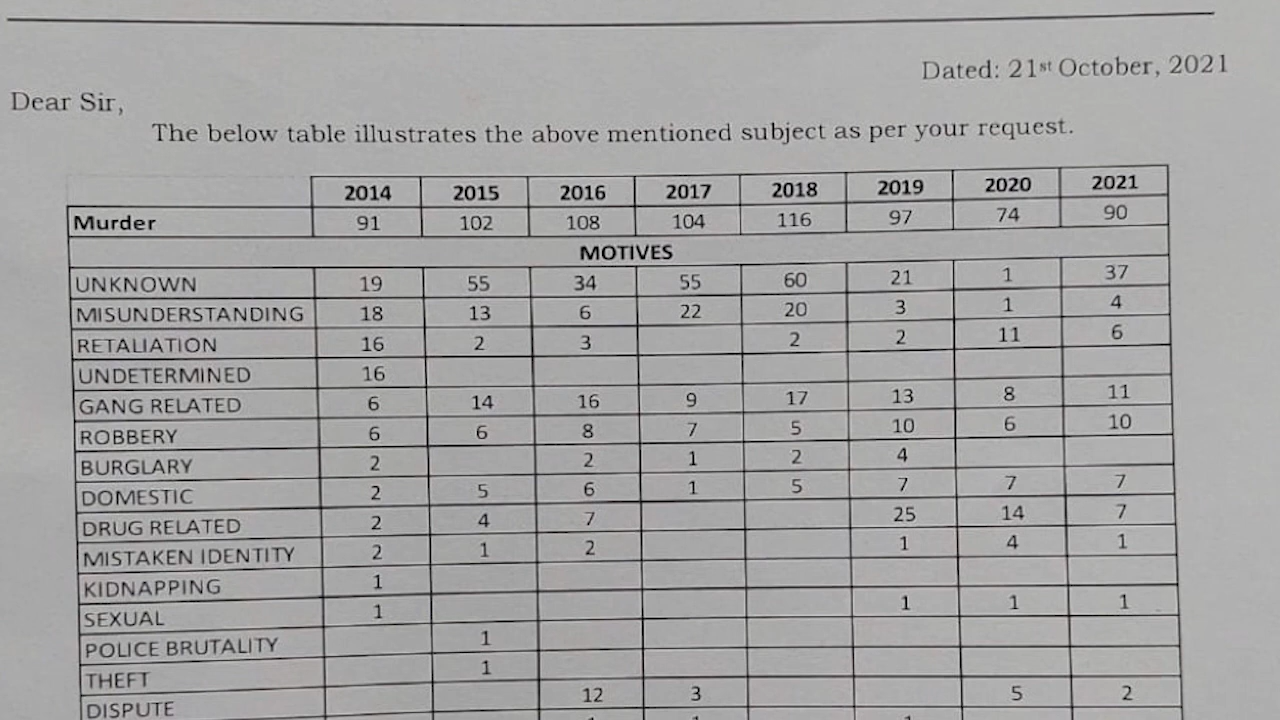 Dated: 21st October, 2021
Dear Sir,
The below table illustrates the above mentioned subject as per your request.
2014 2015 2016 2017 2018 2019 2020 2021
Murder 91 102 108 104 116 97 74 90
MOTIVES
UNKNOWN 19 55 34 55 60 21 1 37
MISUNDERSTANDING 18 13 6 22 20 3 1 4
RETALIATION 16 2 3 2 2 11 6
UNDETERMINED 16
GANG RELATED 6 14 16 9 17 13 8 11
ROBBERY 6 6 8 7 5 10 6 10
BURGLARY 2 2 1 2 4
DOMESTIC 2 5 6 1 5 7 7 7
DRUG RELATED 2 4 7 25 14 7
MISTAKEN IDENTITY 2 1 2 1 4 1
KIDNAPPING 1
SEXUAL 1 1 1 1
POLICE BRUTALITY 1
THEFT 1
DISPUTE 12 3 5 2